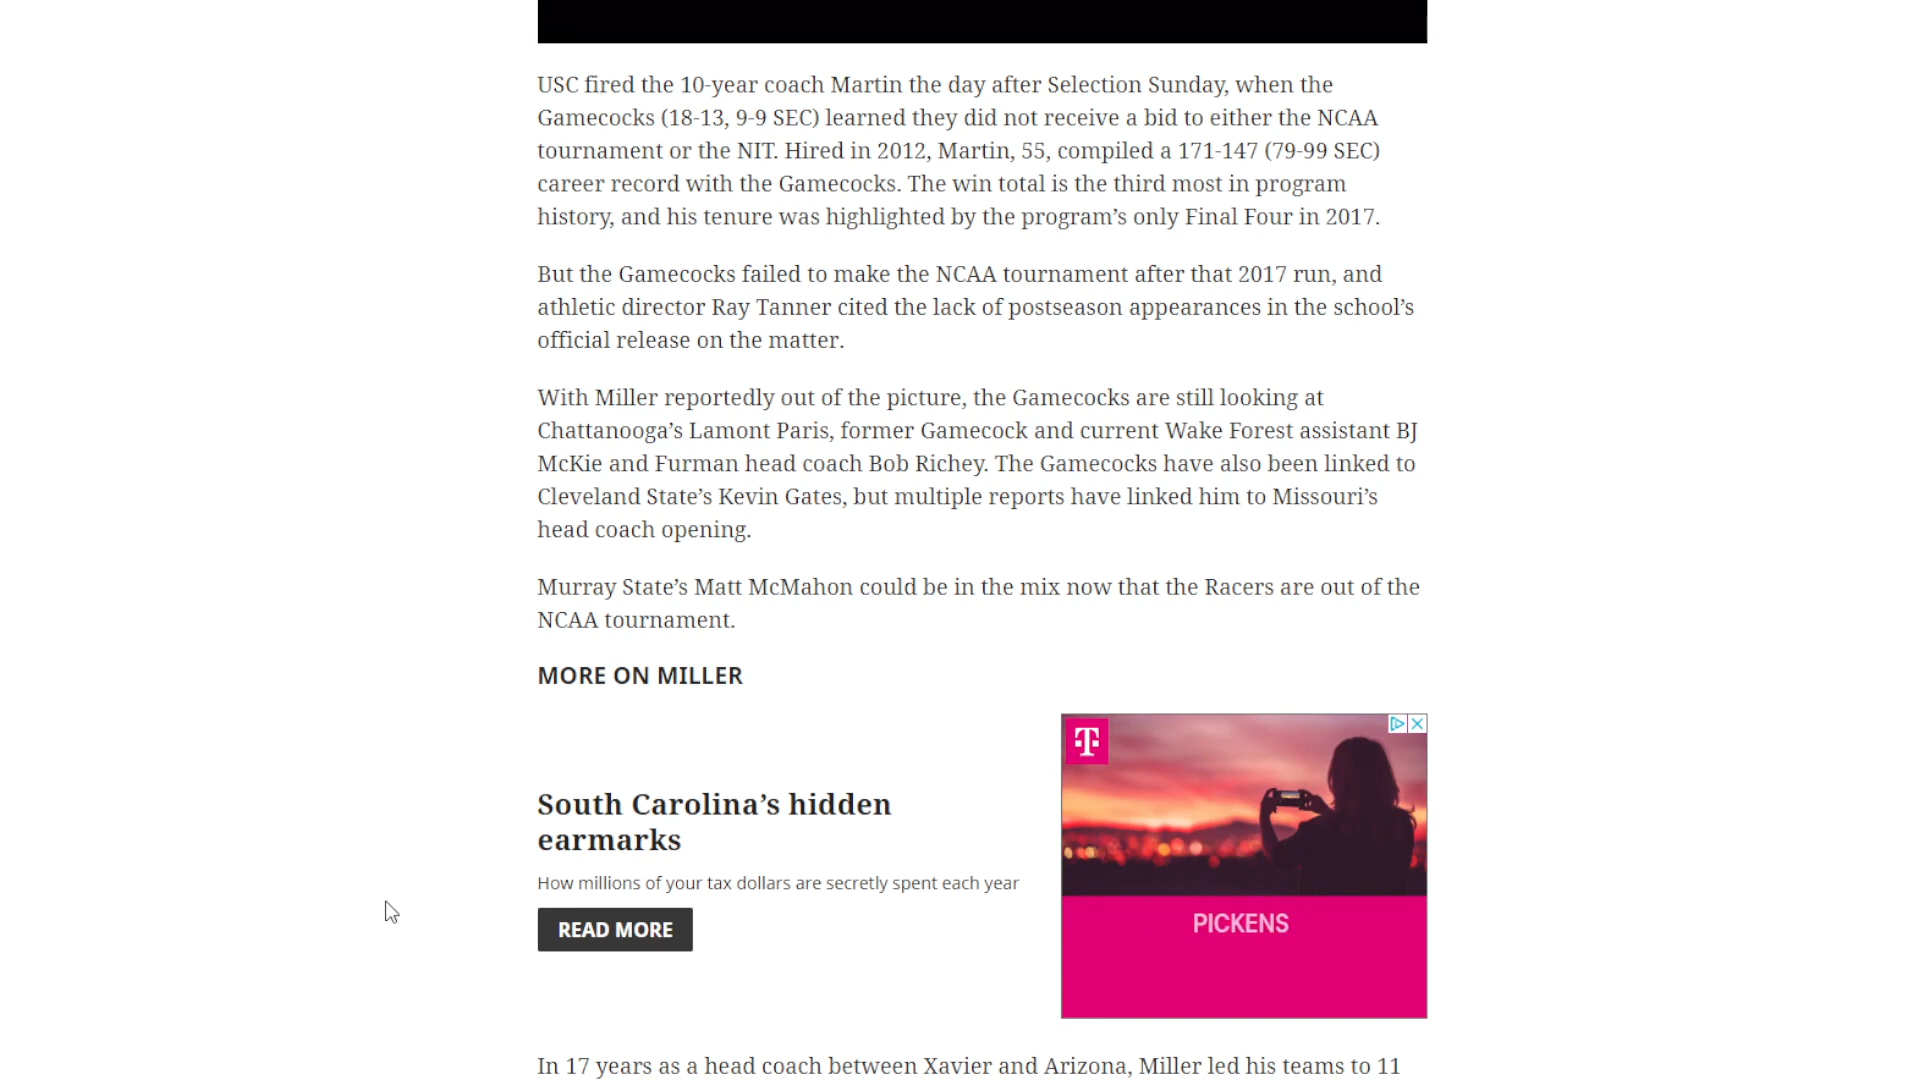 USC fired the 10-year coach Martin the day after Selection Sunday, when the
Gamecocks (18-13, 9-9 SEC) learned they did not receive a bid to either the NCAA
tournament or the NIT. Hired in 2012, Martin, 55, compiled a 171-147 (79-99 SEC)
career record with the Gamecocks. The win total is the third most in program
history, and his tenure was highlighted by the program’s only Final Four in 2017.
But the Gamecocks failed to make the NCAA tournament after that 2017 run, and
athletic director Ray Tanner cited the lack of postseason appearances in the school’s
official release on the matter.
With Miller reportedly out of the picture, the Gamecocks are still looking at
Chattanooga’s Lamont Paris, former Gamecock and current Wake Forest assistant BJ
McKie and Furman head coach Bob Richey. The Gamecocks have also been linked to
Cleveland State’s Kevin Gates, but multiple reports have linked him to Missouri’s
head coach opening.
Murray State’s Matt McMahon could be in the mix now that the Racers are out of the
NCAA tournament.
MORE ON MILLER
South Carolina’s hidden
earmarks
How millions of your tax dollars are secretly spent each year
READ MORE
T
PICKENS
In 17 years as a head coach between Xavier and Arizona, Miller led his teams to 11